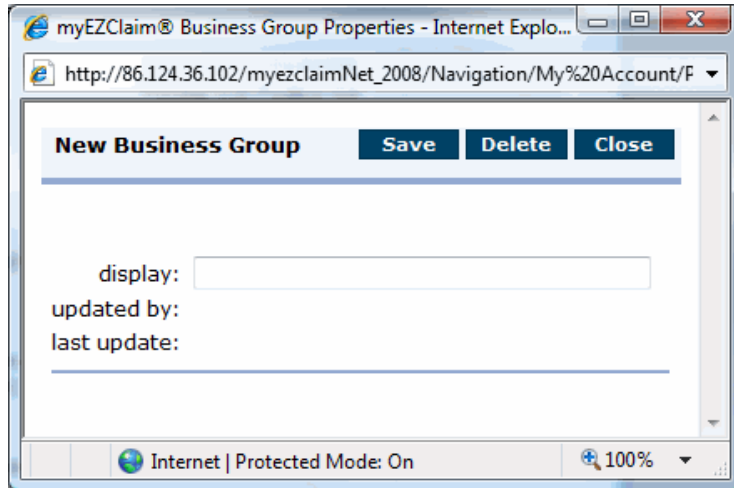 myEZClaim® Business Group Properties - Internet Explo...
http://86.124.36.102/myezclaimNet_2008/Navigation/My%20Account/P
New Business Group Save Delete Close
display:
updated by:
last update:
Internet | Protected Mode: On 100%